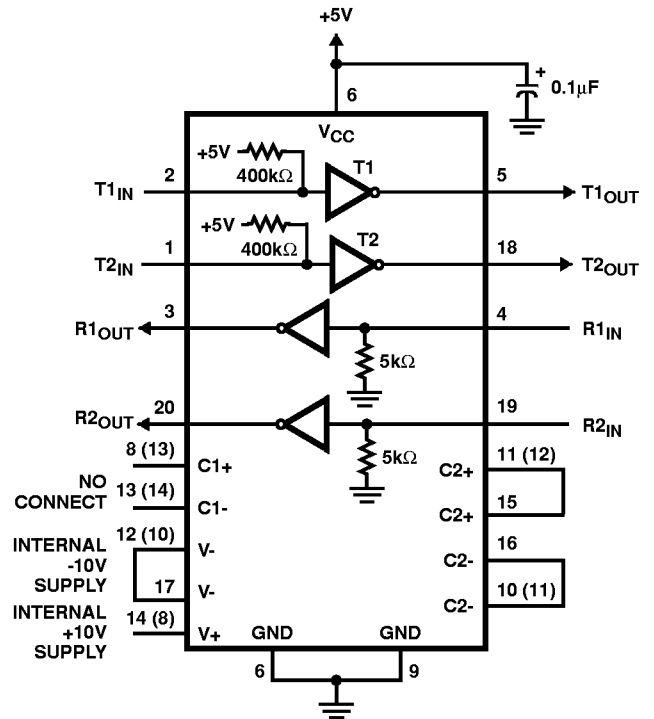 +5V
+
0.1μF
6
VCC
+5V
400kΩ
T1
2
5
T1IN
T1OUT
+5V
400kΩ
T2
1
18
T2IN
T2OUT
3
4
R1OUT
R1IN
5kΩ
20
19
R2OUT
R2IN
5kΩ
8 (13)
C1+
11 (12)
C2+
NO
CONNECT
13 (14)
C1-
15
C2+
12 (10)
V-
16
C2-
INTERNAL
-10V
SUPPLY
17
V-
10 (11)
C2-
INTERNAL
+10V
SUPPLY
14 (8)
V+
GND
GND
6
9